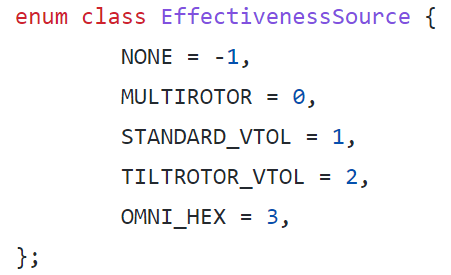 enum class EffectivenessSource {
NONE = -1,
MULTIROTOR = 0,
STANDARD_VTOL = 1,
TILTROTOR_VTOL = 2,
OMNI_HEX = 3,
};